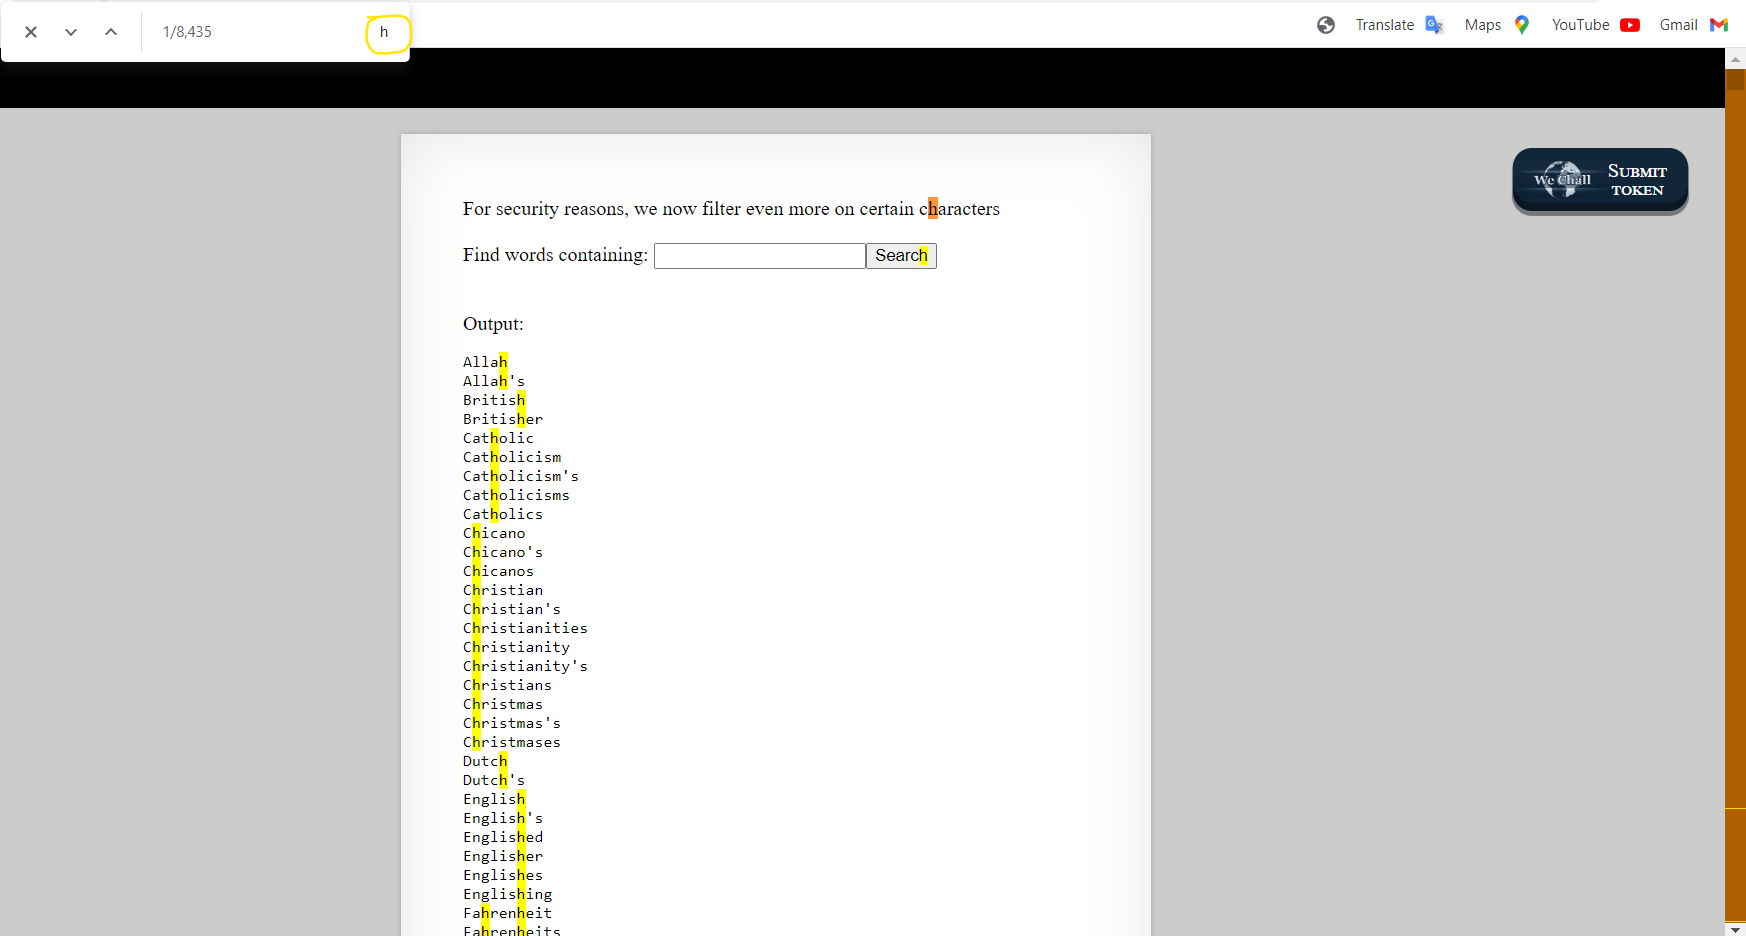 1/8,435 h
Translate Maps YouTube Gmail
We Chall SUBMIT TOKEN
For security reasons, we now filter even more on certain characters
Find words containing: Search
Output:
Allah
Allah's
British
Britisher
Catholic
Catholicism
Catholicism's
Catholicisms
Catholics
Chicano
Chicano's
Chicanos
Christian
Christian's
Christianities
Christianity
Christianity's
Christians
Christmas
Christmas's
Christmases
Dutch
Dutch's
English
English's
Englished
Englisher
Englishes
Englishing
Fahrenheit
Fahrenheits